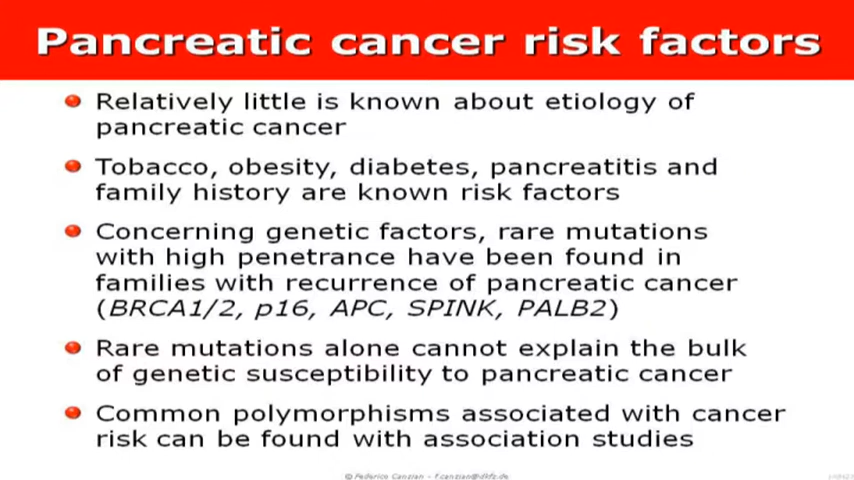 Pancreatic cancer risk factors
Relatively little is known about etiology of
pancreatic cancer
Tobacco, obesity, diabetes, pancreatitis and
family history are known risk factors
Concerning genetic factors, rare mutations
with high penetrance have been found in
families with recurrence of pancreatic cancer
(BRCA1/2, p16, APC, SPINK, PALB2)
Rare mutations alone cannot explain the bulk
of genetic susceptibility to pancreatic cancer
Common polymorphisms associated with cancer
risk can be found with association studies
© Federico Canzian – f.canzian@dkfz.de